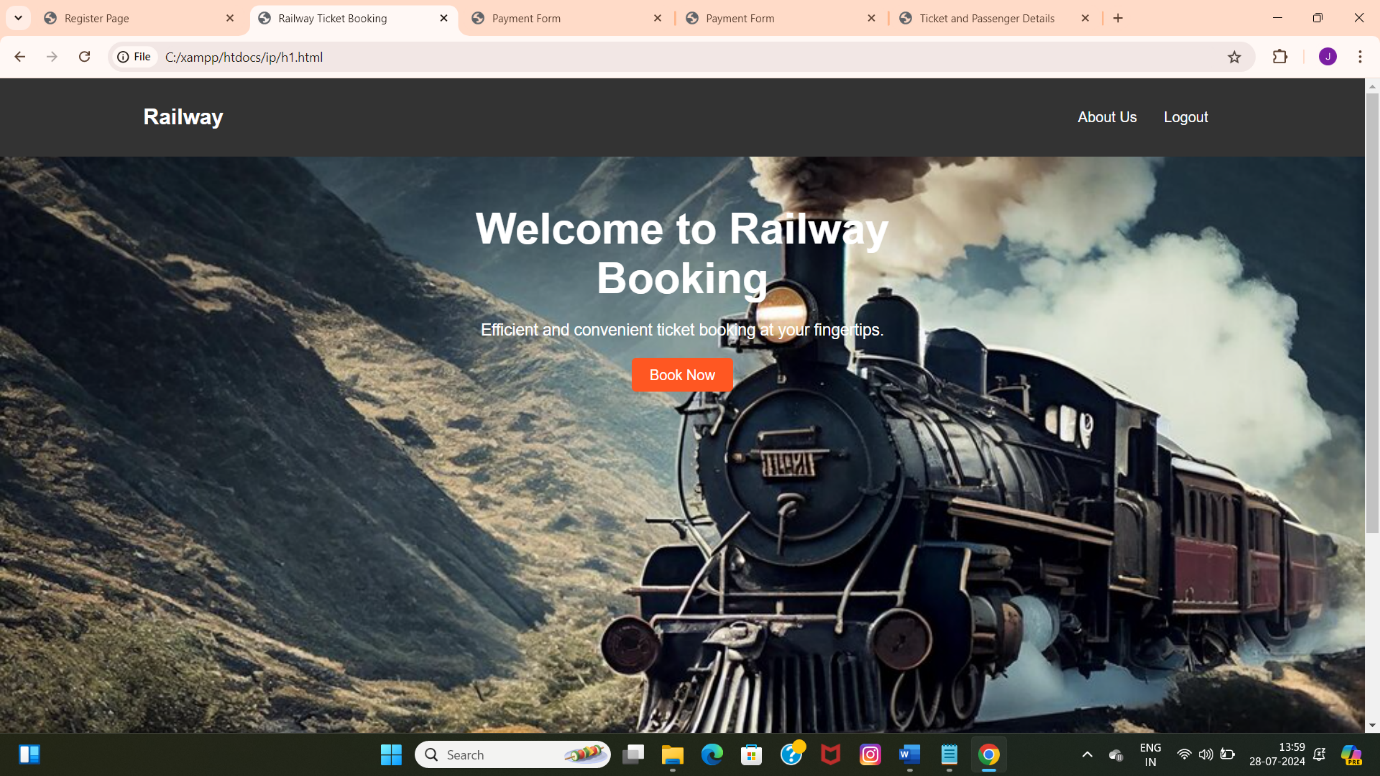 Register Page
Railway Ticket Booking
Payment Form
Payment Form
Ticket and Passenger Details
File
C:/xampp/htdocs/ip/h1.html
J
Railway
About Us
Logout
Welcome to Railway
Booking
Efficient and convenient ticket booking at your fingertips.
Book Now
Search
ENG
IN
13:59
28-07-2024
PRE